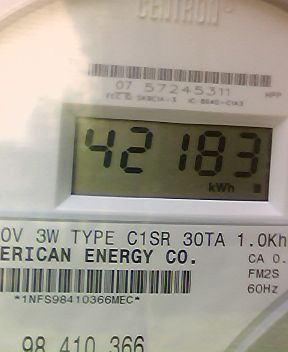 CENTRON
07 57245311
42183
kWh
0V 3W TYPE C1SR 30TA 1.0Kh
ERICAN ENERGY CO.
CA 0.
FM2S
60Hz
*1NFS98410366MEC*
98 410 366